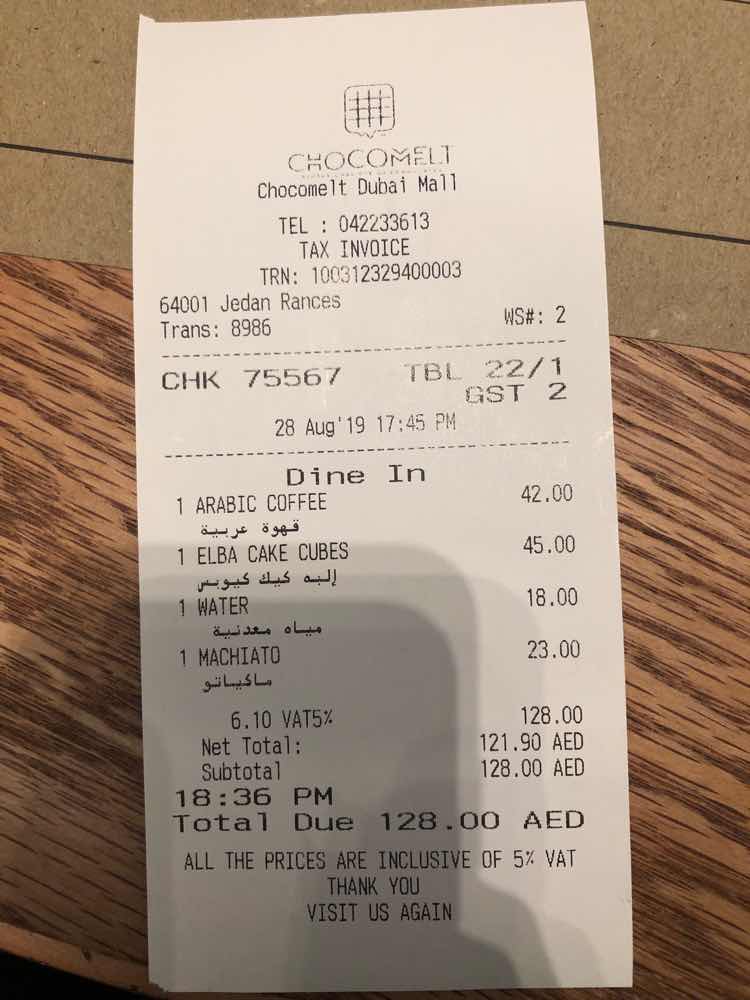 CHOCOMELT
Chocomelt Dubai Mall
TEL : 042233613
TAX INVOICE
TRN: 100312329400003
64001 Jedan Rances
Trans: 8986 WS#: 2
CHK 75567 TBL 22/1
GST 2
28 Aug'19 17:45 PM
Dine In
1 ARABIC COFFEE 42.00
قهوة عربية
1 ELBA CAKE CUBES 45.00
إلبه كيك كيوبس
1 WATER 18.00
مياه معدنية
1 MACHIATO 23.00
ماكياتو
6.10 VAT5% 128.00
Net Total: 121.90 AED
Subtotal 128.00 AED
18:36 PM
Total Due 128.00 AED
ALL THE PRICES ARE INCLUSIVE OF 5% VAT
THANK YOU
VISIT US AGAIN